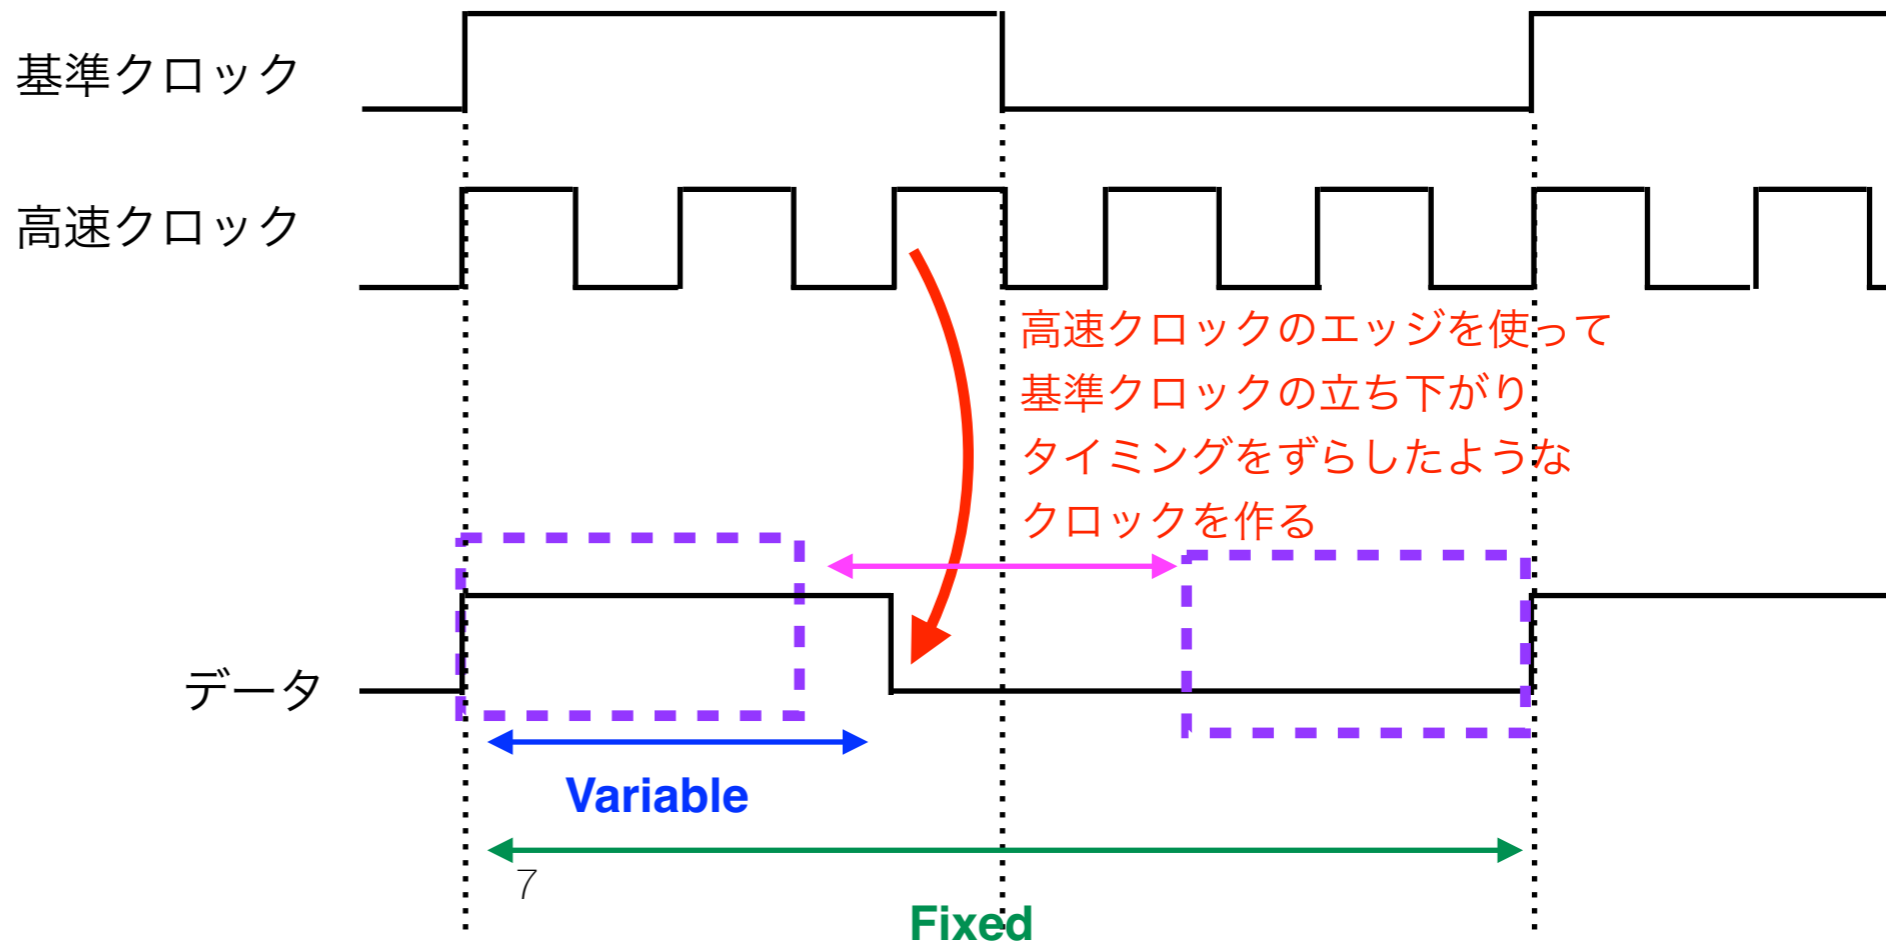 基準クロック
高速クロック
高速クロックのエッジを使って
基準クロックの立ち下がり
タイミングをずらしたような
クロックを作る
データ
Variable
7
Fixed